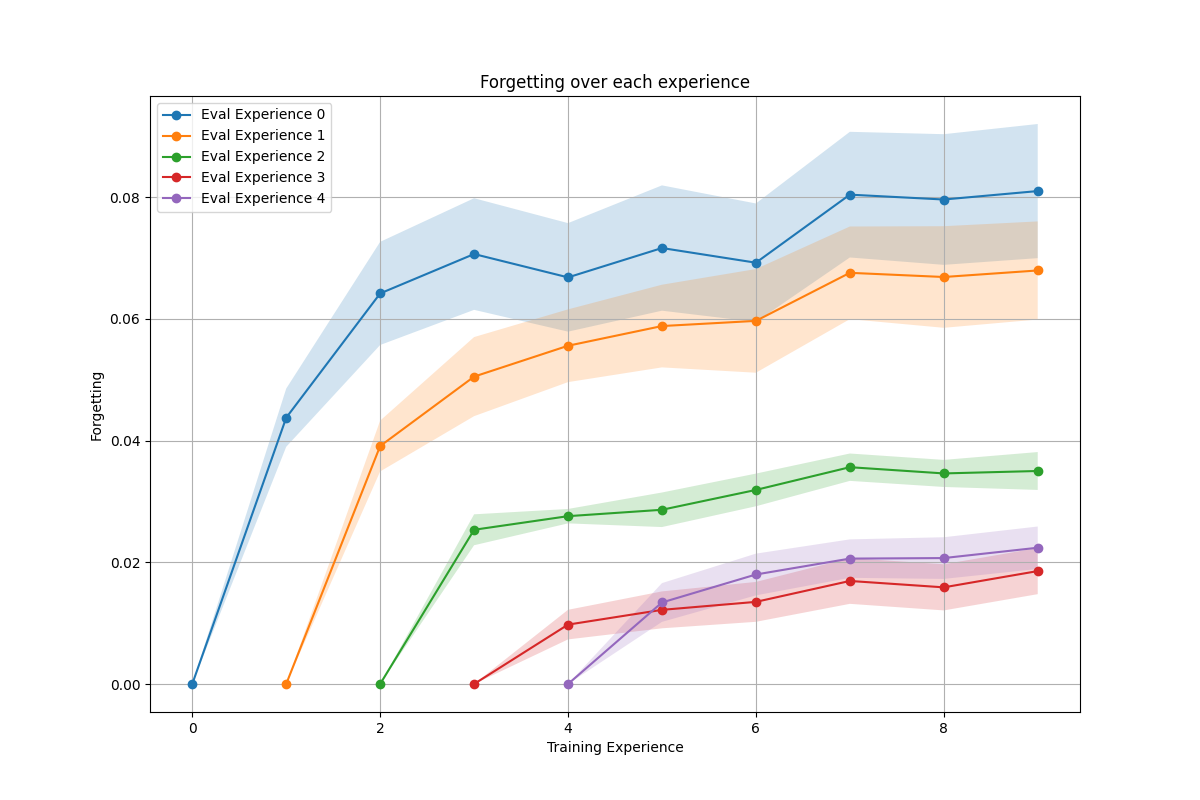 Forgetting over each experience
Eval Experience 0
Eval Experience 1
Eval Experience 2
Eval Experience 3
Eval Experience 4
Forgetting
0.08
0.06
0.04
0.02
0.00
0 2 4 6 8
Training Experience